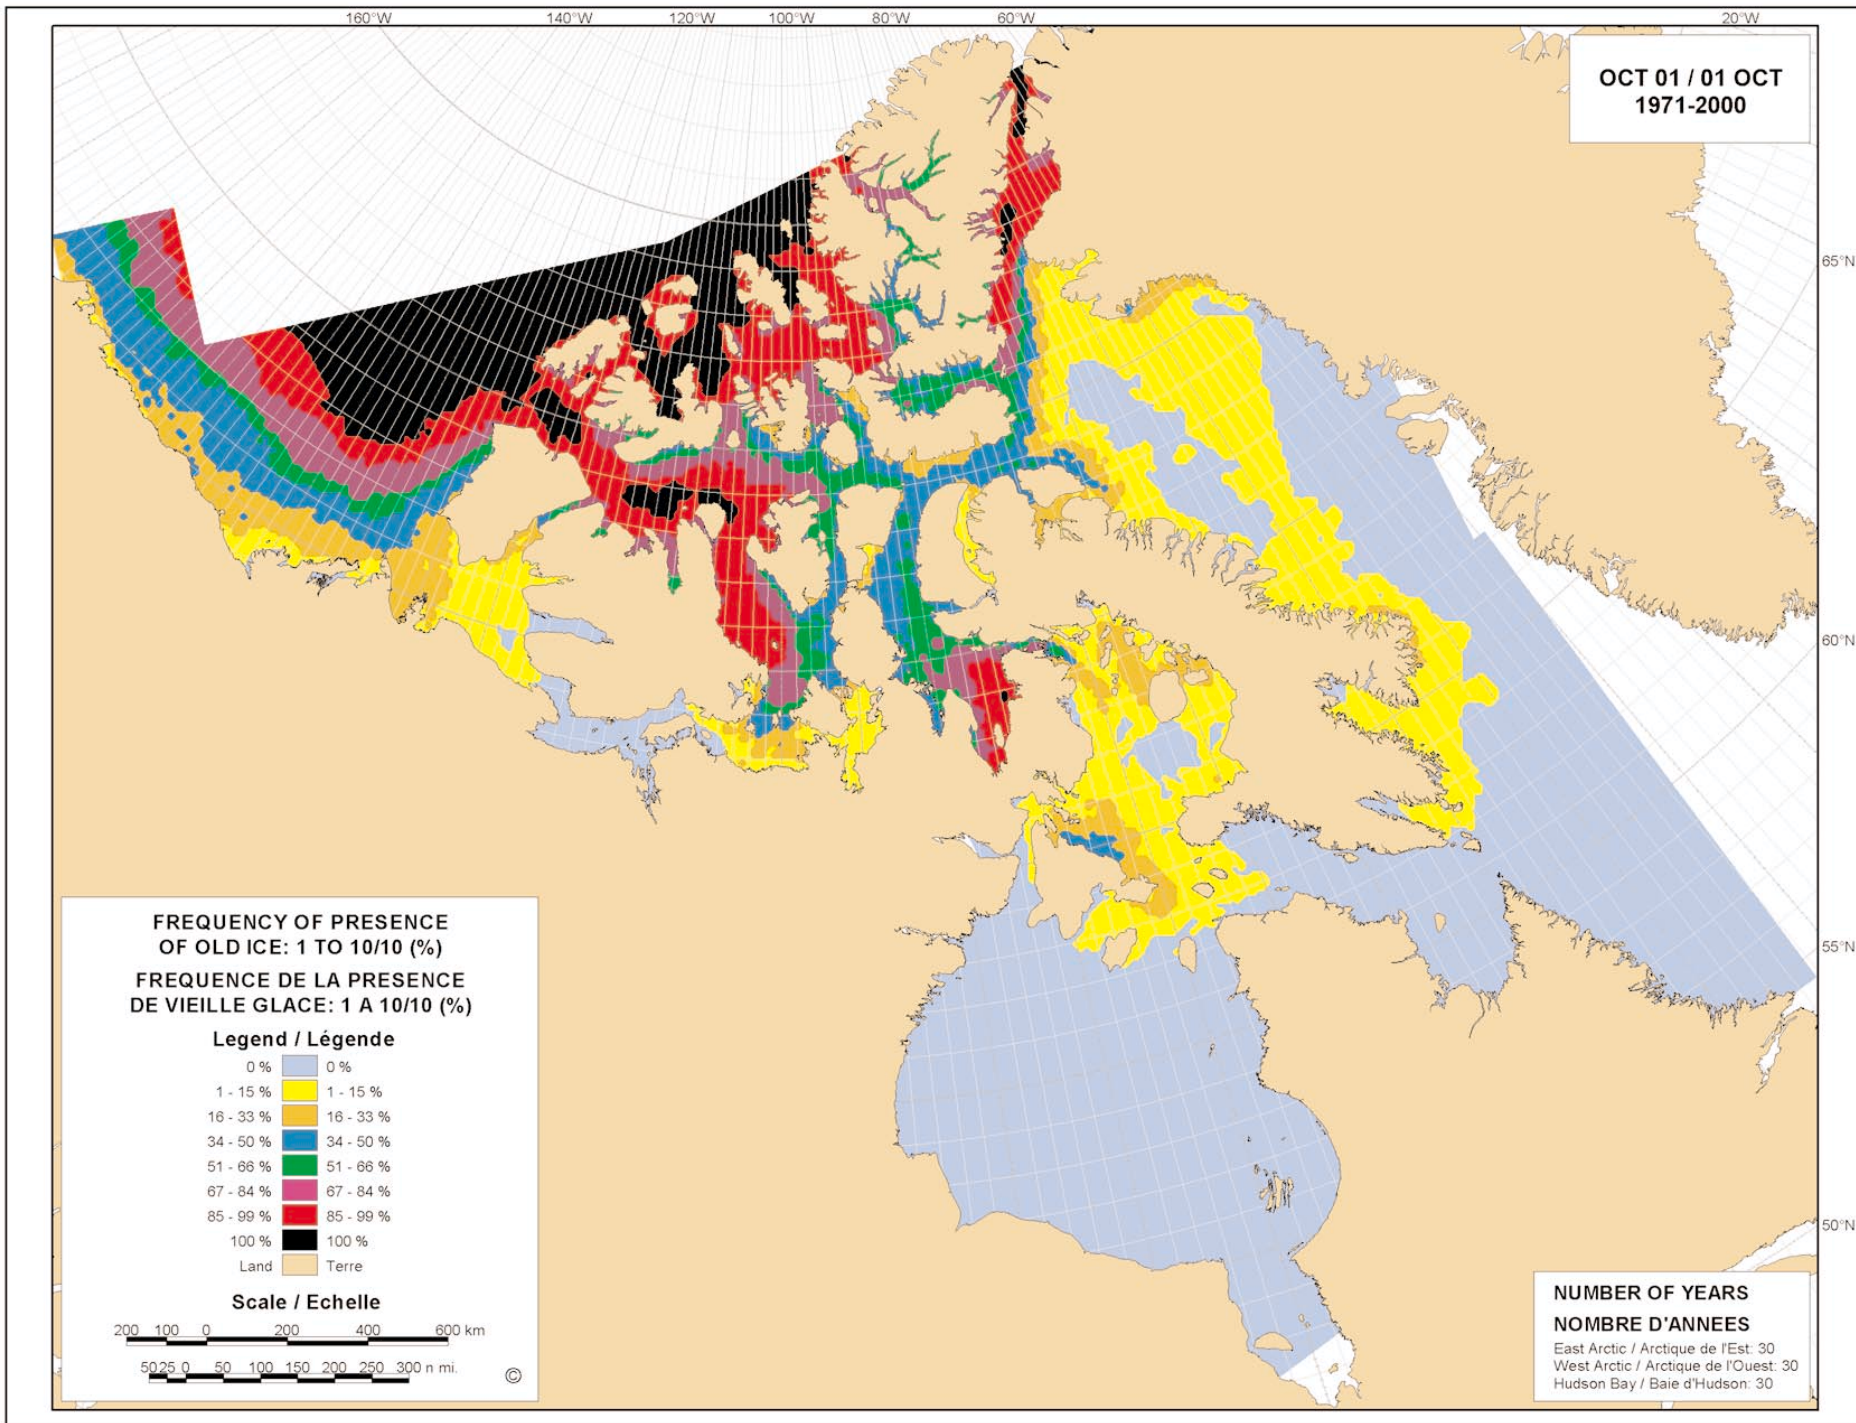 160°W 140°W 120°W 100°W 80°W 60°W 20°W
OCT 01 / 01 OCT
1971-2000
65°N
60°N
55°N
50°N
FREQUENCY OF PRESENCE
OF OLD ICE: 1 TO 10/10 (%)
FREQUENCE DE LA PRESENCE
DE VIEILLE GLACE: 1 A 10/10 (%)
Legend / Légende
0 % 0 %
1 - 15 % 1 - 15 %
16 - 33 % 16 - 33 %
34 - 50 % 34 - 50 %
51 - 66 % 51 - 66 %
67 - 84 % 67 - 84 %
85 - 99 % 85 - 99 %
100 % 100 %
Land Terre
Scale / Echelle
200 100 0 200 400 600 km
50 25 0 50 100 150 200 250 300 n mi.
©
NUMBER OF YEARS
NOMBRE D'ANNEES
East Arctic / Arctique de l'Est: 30
West Arctic / Arctique de l'Ouest: 30
Hudson Bay / Baie d'Hudson: 30